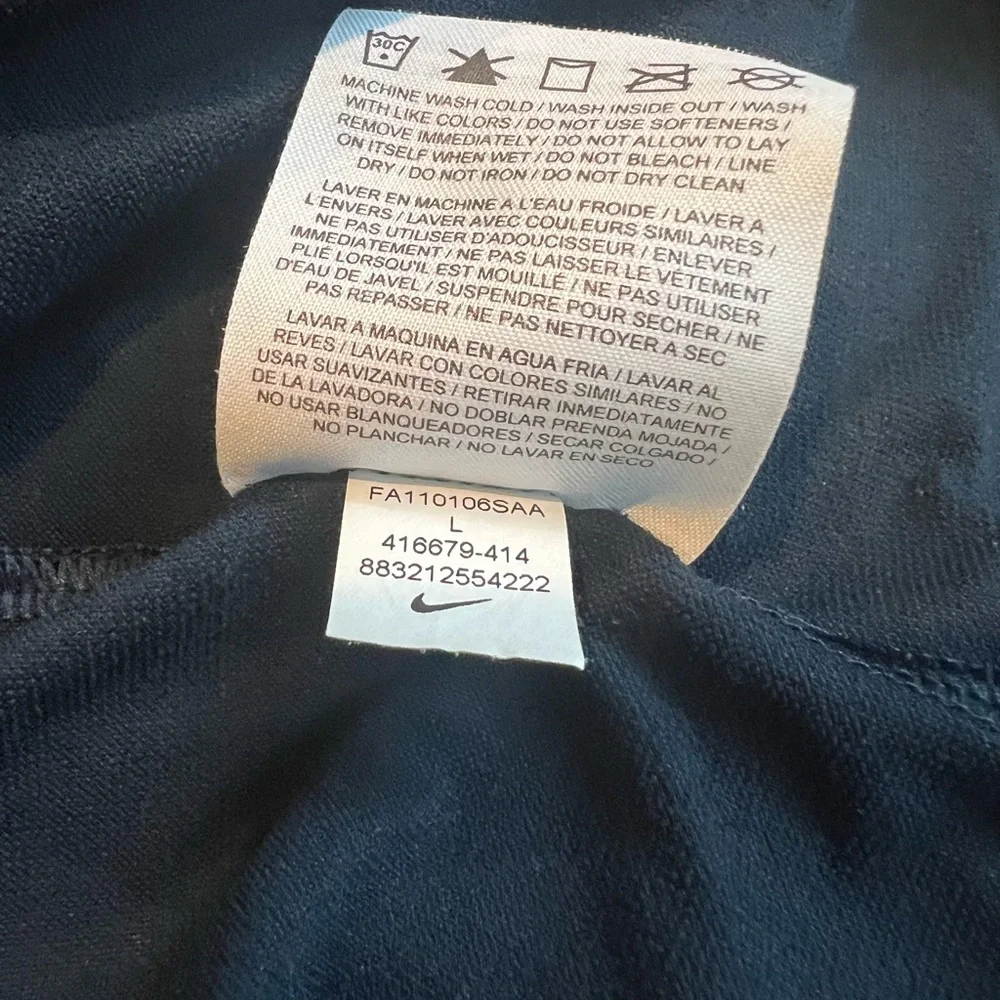 30C
MACHINE WASH COLD / WASH INSIDE OUT / WASH
WITH LIKE COLORS / DO NOT USE SOFTENERS /
REMOVE IMMEDIATELY / DO NOT ALLOW TO LAY
ON ITSELF WHEN WET / DO NOT BLEACH / LINE
DRY / DO NOT IRON / DO NOT DRY CLEAN
LAVER EN MACHINE A L'EAU FROIDE / LAVER A
L'ENVERS / LAVER AVEC COULEURS SIMILAIRES /
NE PAS UTILISER D'ADOUCISSEUR / ENLEVER
IMMEDIATEMENT / NE PAS LAISSER LE VÊTEMENT
PLIÉ LORSQU'IL EST MOUILLÉ / NE PAS UTILISER
D'EAU DE JAVEL / SUSPENDRE POUR SECHER / NE
PAS REPASSER / NE PAS NETTOYER A SEC
LAVAR A MAQUINA EN AGUA FRIA / LAVAR AL
REVES / LAVAR CON COLORES SIMILARES / NO
USAR SUAVIZANTES / RETIRAR INMEDIATAMENTE
DE LA LAVADORA / NO DOBLAR PRENDA MOJADA /
NO USAR BLANQUEADORES / SECAR COLGADO /
NO PLANCHAR / NO LAVAR EN SECO
FA110106SAA
L
416679-414
883212554222